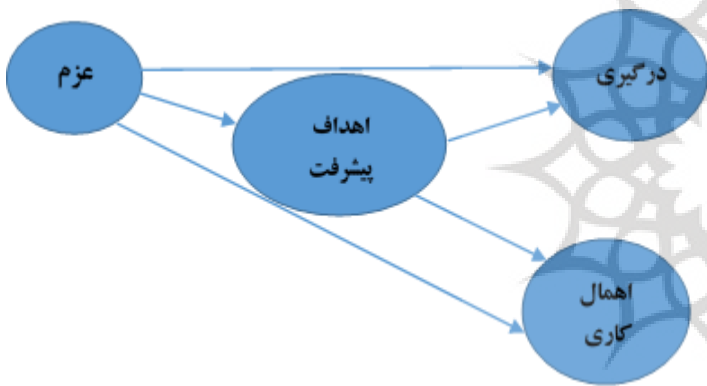 عزم
درگیری
اهداف
پیشرفت
اهمال
کاری